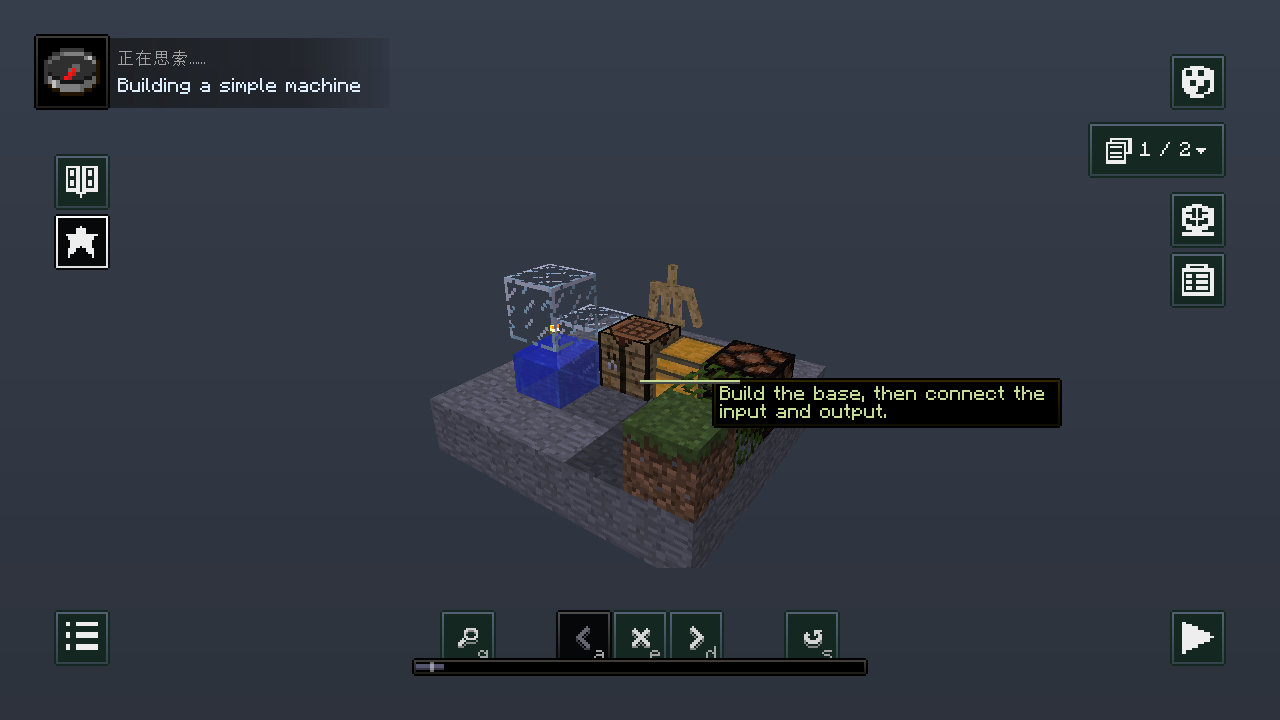 正在思索......
Building a simple machine
1 / 2
Build the base, then connect the
input and output.
q
a
e
d
s